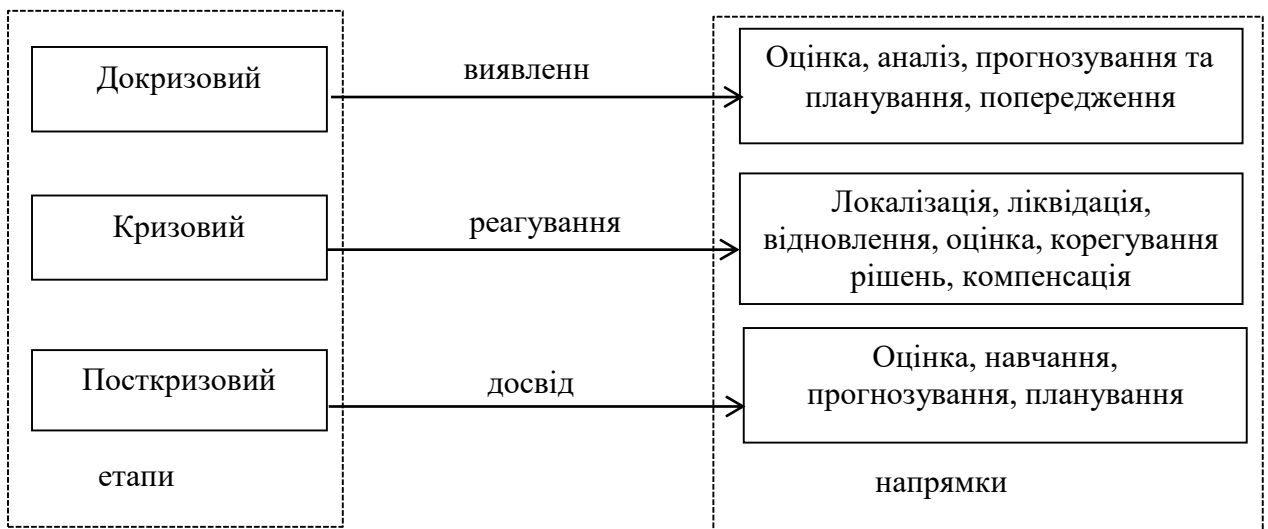 Докризовий
виявленн
Оцінка, аналіз, прогнозування та
планування, попередження
Кризовий
реагування
Локалізація, ліквідація,
відновлення, оцінка, корегування
рішень, компенсація
Посткризовий
досвід
Оцінка, навчання,
прогнозування, планування
етапи
напрямки